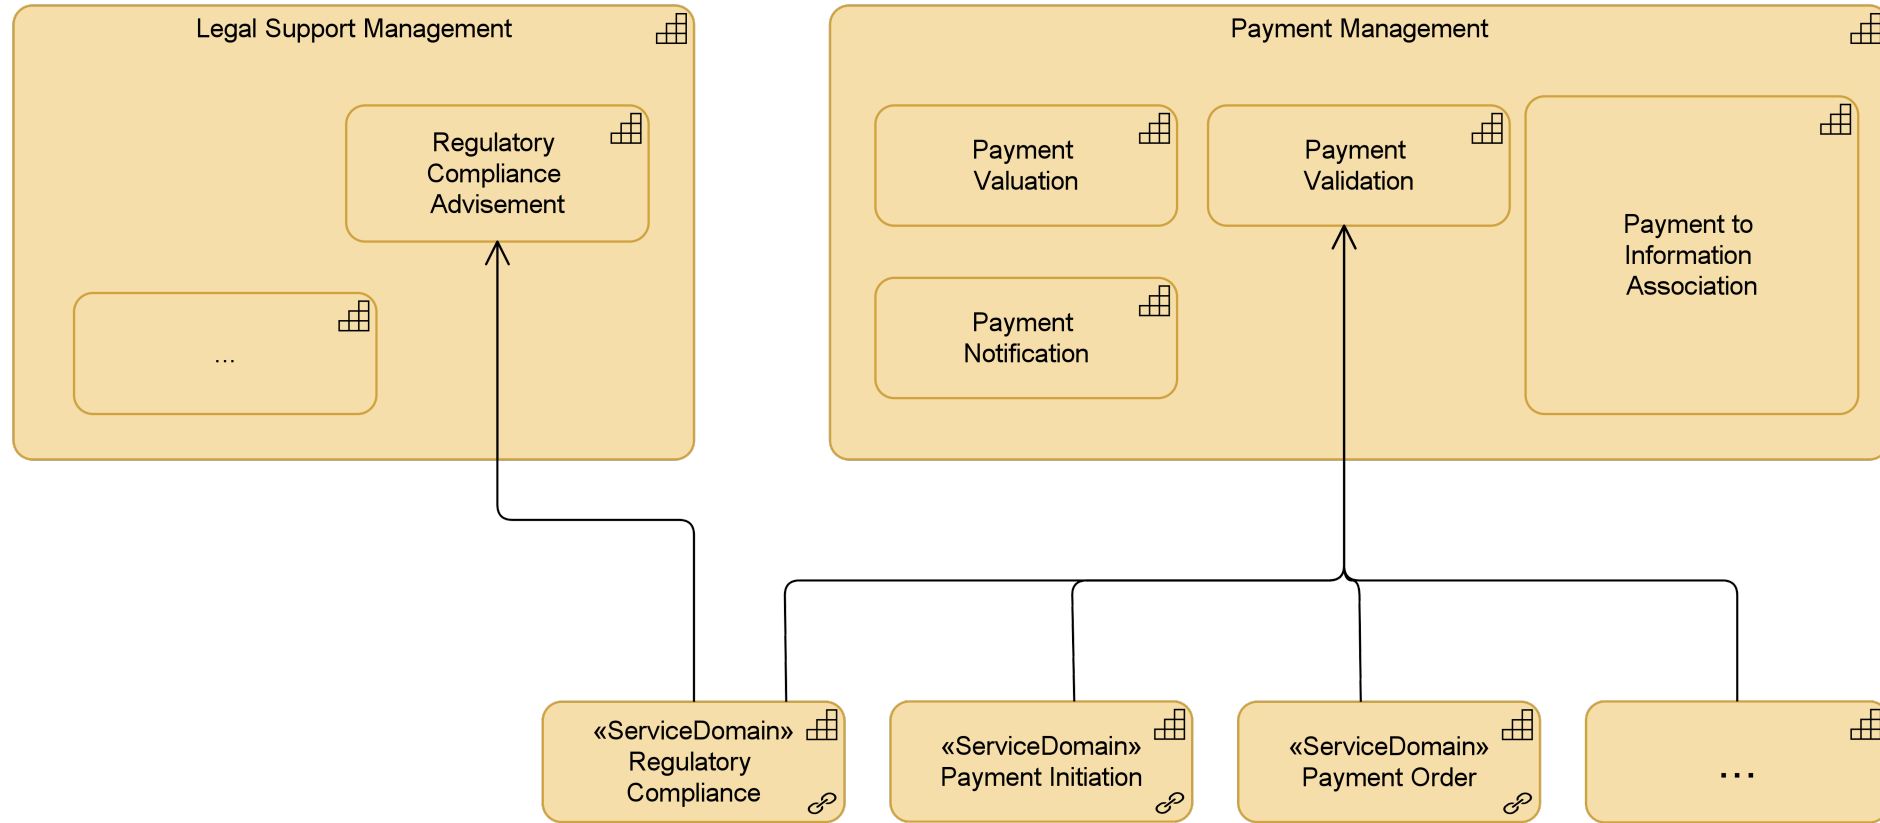 Legal Support Management
Regulatory
Compliance
Advisement
...
Payment Management
Payment
Valuation
Payment
Validation
Payment to
Information
Association
Payment
Notification
«ServiceDomain»
Regulatory
Compliance
«ServiceDomain»
Payment Initiation
«ServiceDomain»
Payment Order
...